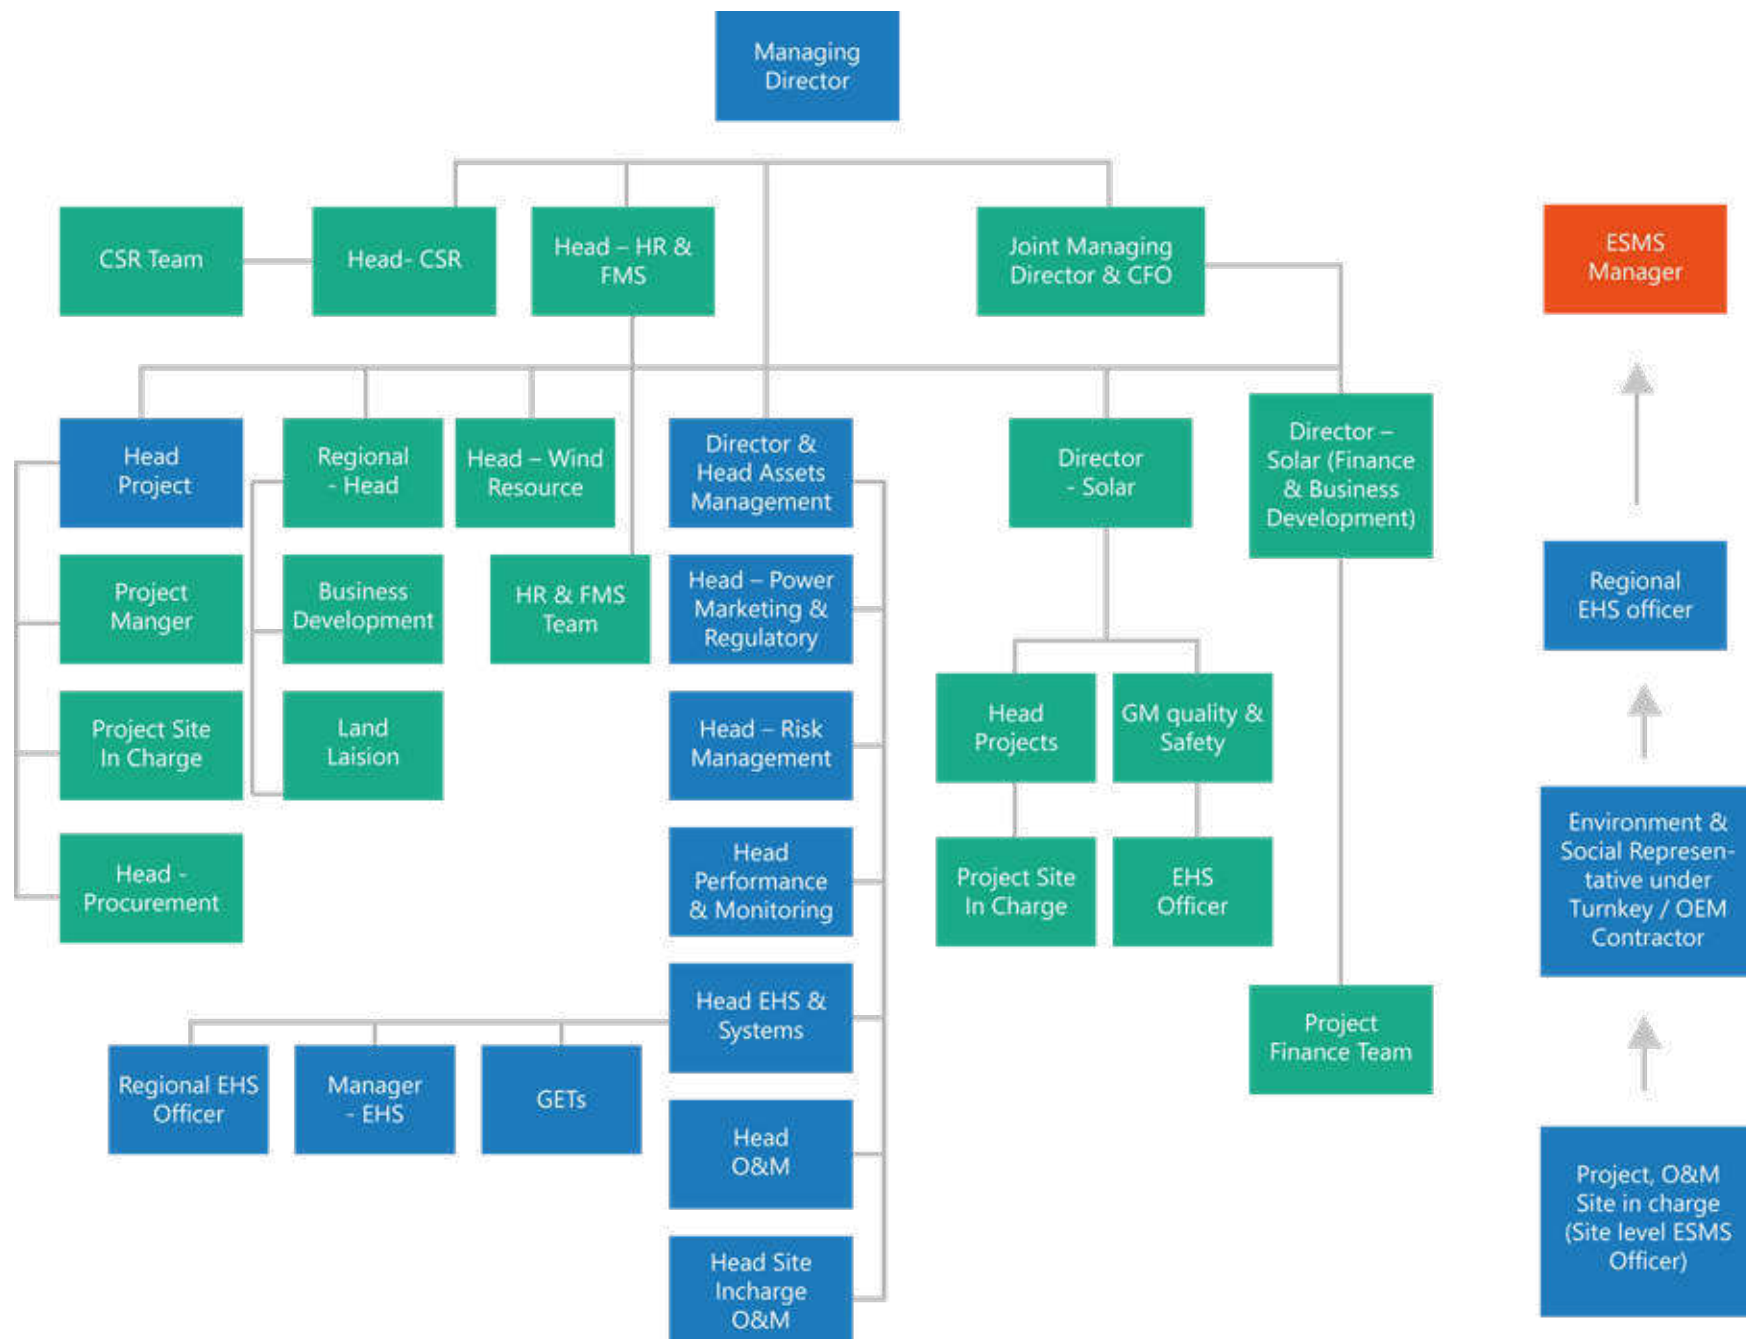 Managing
Director
CSR Team
Head- CSR
Head – HR &
FMS
Joint Managing
Director & CFO
ESMS
Manager
Head
Project
Regional
- Head
Head – Wind
Resource
Director &
Head Assets
Management
Director
- Solar
Director –
Solar (Finance
& Business
Development)
Project
Manger
Business
Development
HR & FMS
Team
Head – Power
Marketing &
Regulatory
Regional
EHS officer
Project Site
In Charge
Land
Laision
Head – Risk
Management
Head
Projects
GM quality &
Safety
Head -
Procurement
Head
Performance
& Monitoring
Project Site
In Charge
EHS
Officer
Environment &
Social Represen-
tative under
Turnkey / OEM
Contractor
Head EHS &
Systems
Project
Finance Team
Regional EHS
Officer
Manager
- EHS
GETs
Head
O&M
Project, O&M
Site in charge
(Site level ESMS
Officer)
Head Site
Incharge
O&M